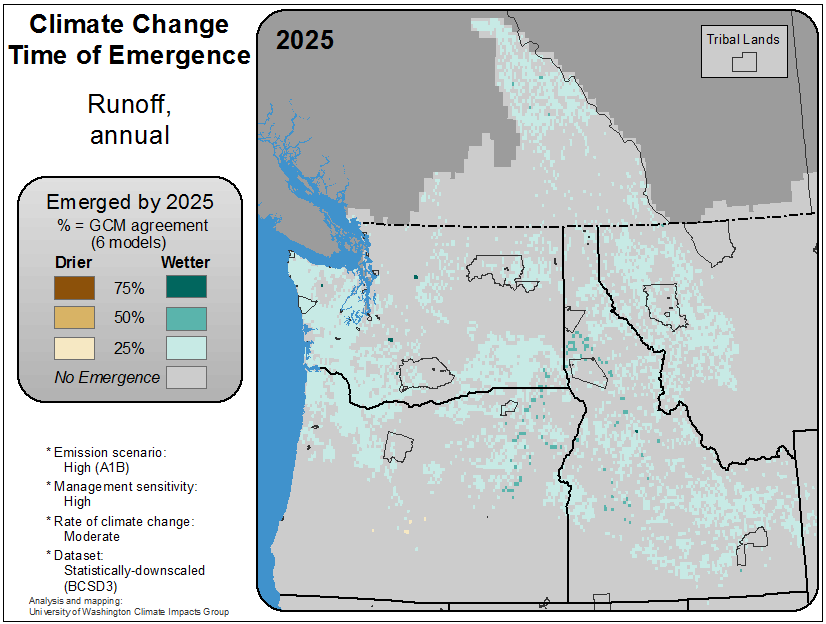 Climate Change
Time of Emergence
Runoff,
annual
Emerged by 2025
% = GCM agreement
(6 models)
Drier
Wetter
75%
50%
25%
No Emergence
* Emission scenario:
High (A1B)
* Management sensitivity:
High
* Rate of climate change:
Moderate
* Dataset:
Statistically-downscaled
(BCSD3)
Analysis and mapping:
University of Washington Climate Impacts Group
2025
Tribal Lands